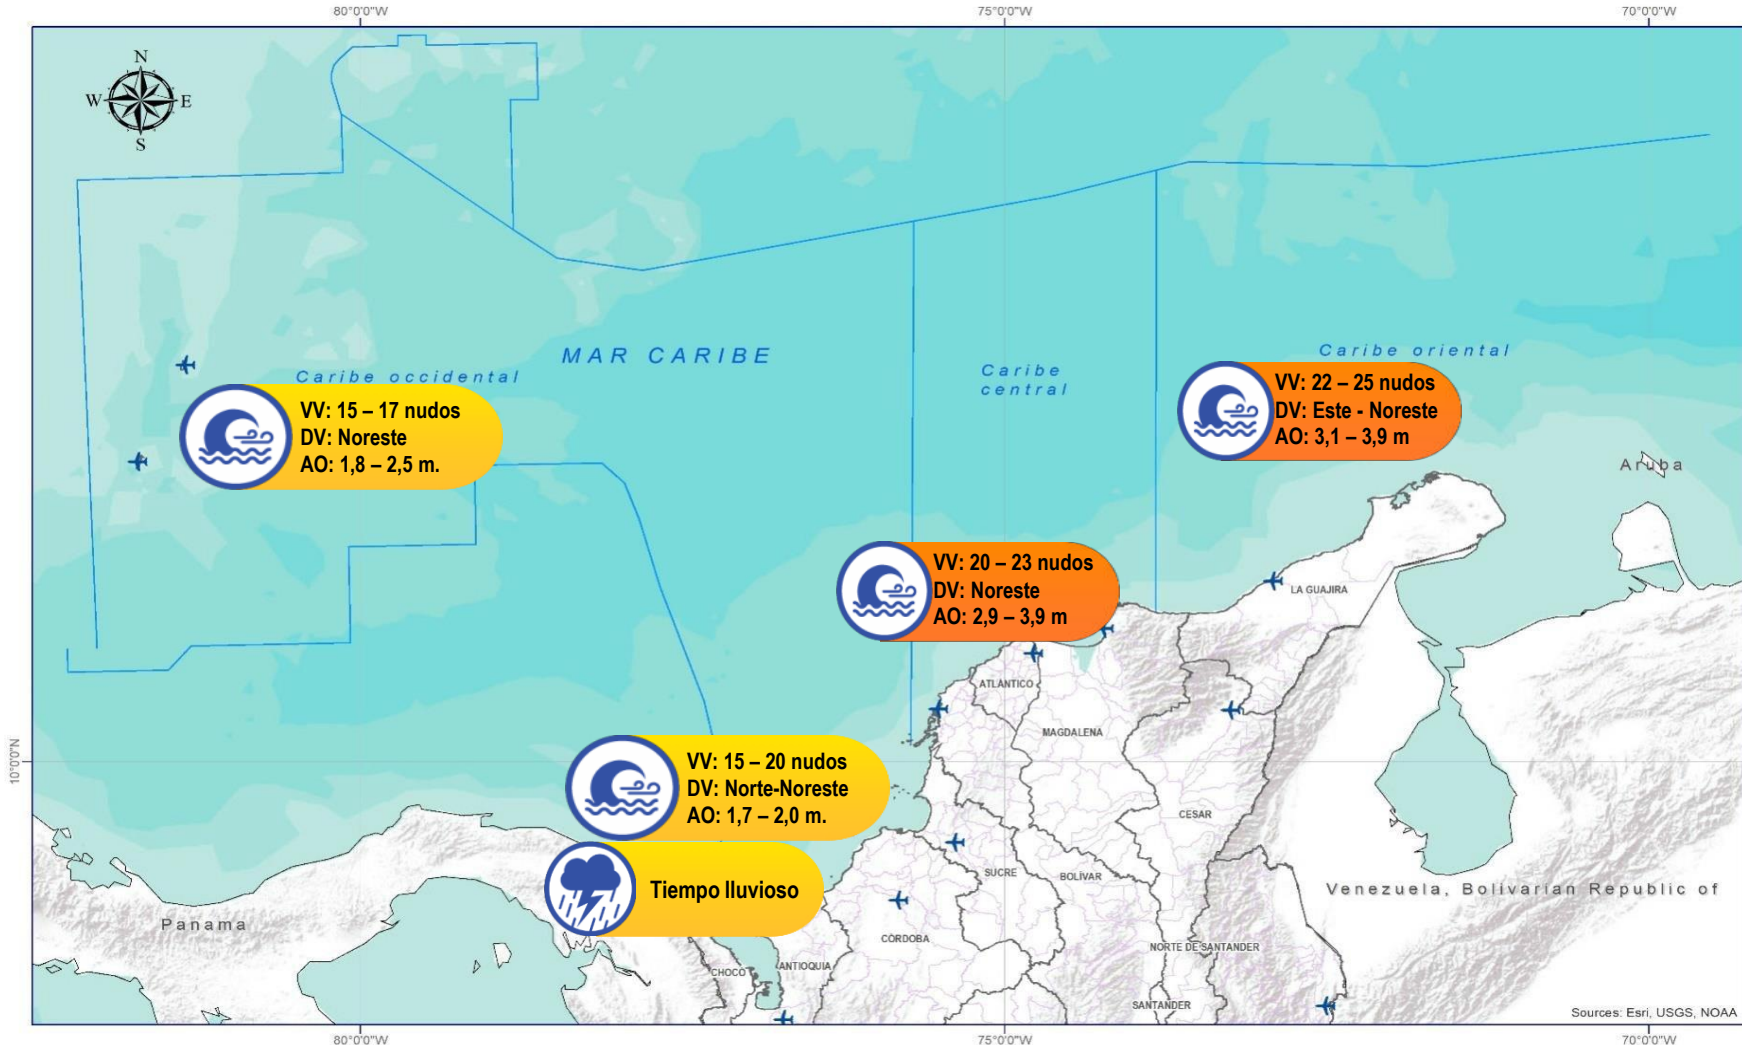 80°0'0"W
75°0'0"W
70°0'0"W
N
W
E
S
MAR CARIBE
Caribe occidental
Caribe
central
Caribe oriental
VV: 15 – 17 nudos
DV: Noreste
AO: 1,8 – 2,5 m.
VV: 22 – 25 nudos
DV: Este - Noreste
AO: 3,1 – 3,9 m
Aruba
VV: 20 – 23 nudos
DV: Noreste
AO: 2,9 – 3,9 m
LA GUAJIRA
ATLÁNTICO
MAGDALENA
10°0'0"N
VV: 15 – 20 nudos
DV: Norte-Noreste
AO: 1,7 – 2,0 m.
CESAR
Tiempo lluvioso
SUCRE
BOLÍVAR
Venezuela, Bolivarian Republic of
Panama
CÓRDOBA
NORTE DE SANTANDER
CHOCÓ
ANTIOQUIA
SANTANDER
Sources: Esri, USGS, NOAA
80°0'0"W
75°0'0"W
70°0'0"W